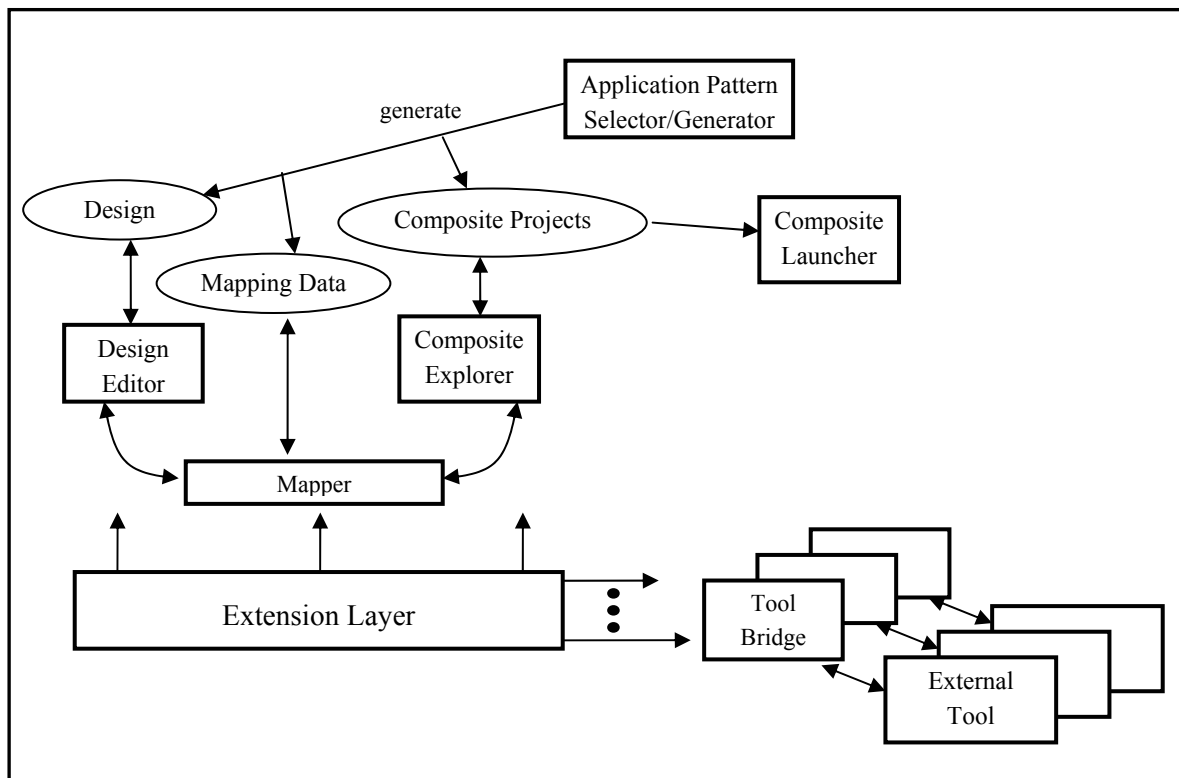 Application Pattern
Selector/Generator
generate
Design
Composite Projects
Composite
Launcher
Mapping Data
Design
Editor
Composite
Explorer
Mapper
Extension Layer
Tool
Bridge
External
Tool